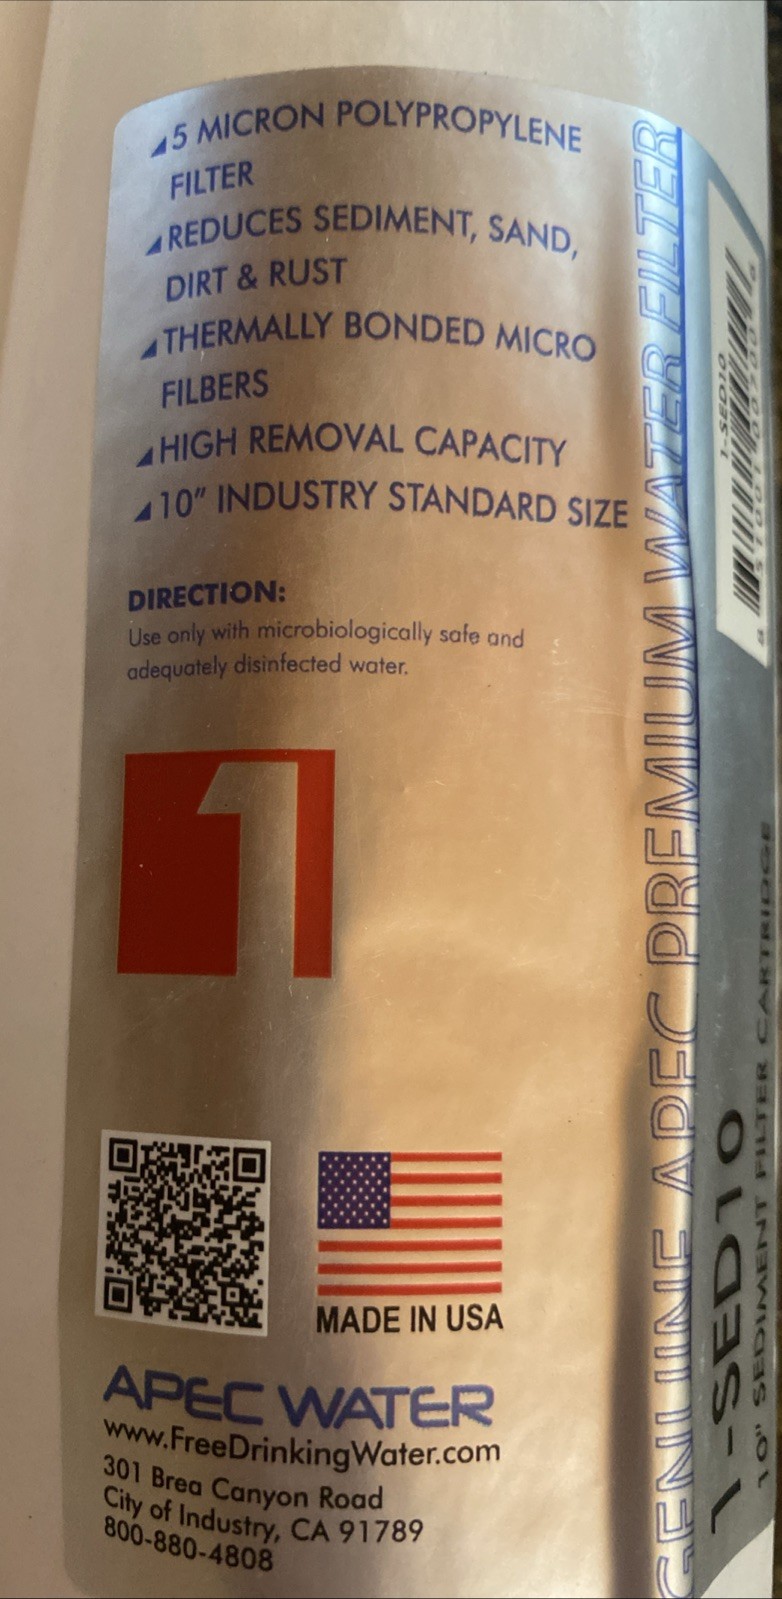 5 MICRON POLYPROPYLENE
FILTER
REDUCES SEDIMENT, SAND,
DIRT & RUST
THERMALLY BONDED MICRO
FILBERS
HIGH REMOVAL CAPACITY
10" INDUSTRY STANDARD SIZE
DIRECTION:
Use only with microbiologically safe and
adequately disinfected water.
1
MADE IN USA
APEC WATER
www.FreeDrinkingWater.com
301 Brea Canyon Road
City of Industry, CA 91789
800-880-4808
GENUINE APEC PREMIUM WATER FILTER
1-SED10
10" SEDIMENT FILTER CARTRIDGE
1-SED10